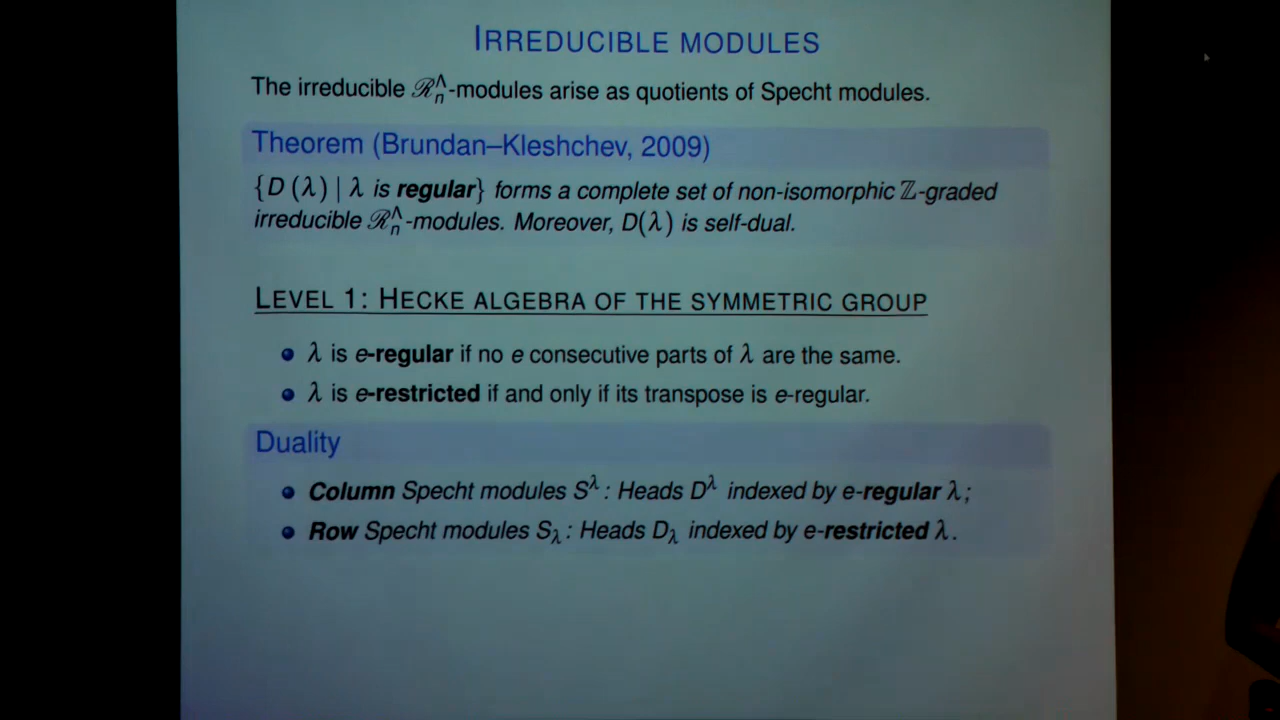 IRREDUCIBLE MODULES
The irreducible ℛₙ^Λ-modules arise as quotients of Specht modules.
Theorem (Brundan–Kleshchev, 2009)
{D (λ) | λ is regular} forms a complete set of non-isomorphic ℤ-graded
irreducible ℛₙ^Λ-modules. Moreover, D(λ) is self-dual.
LEVEL 1: HECKE ALGEBRA OF THE SYMMETRIC GROUP
• λ is e-regular if no e consecutive parts of λ are the same.
• λ is e-restricted if and only if its transpose is e-regular.
Duality
• Column Specht modules S^λ : Heads D^λ indexed by e-regular λ;
• Row Specht modules S_λ : Heads D_λ indexed by e-restricted λ.